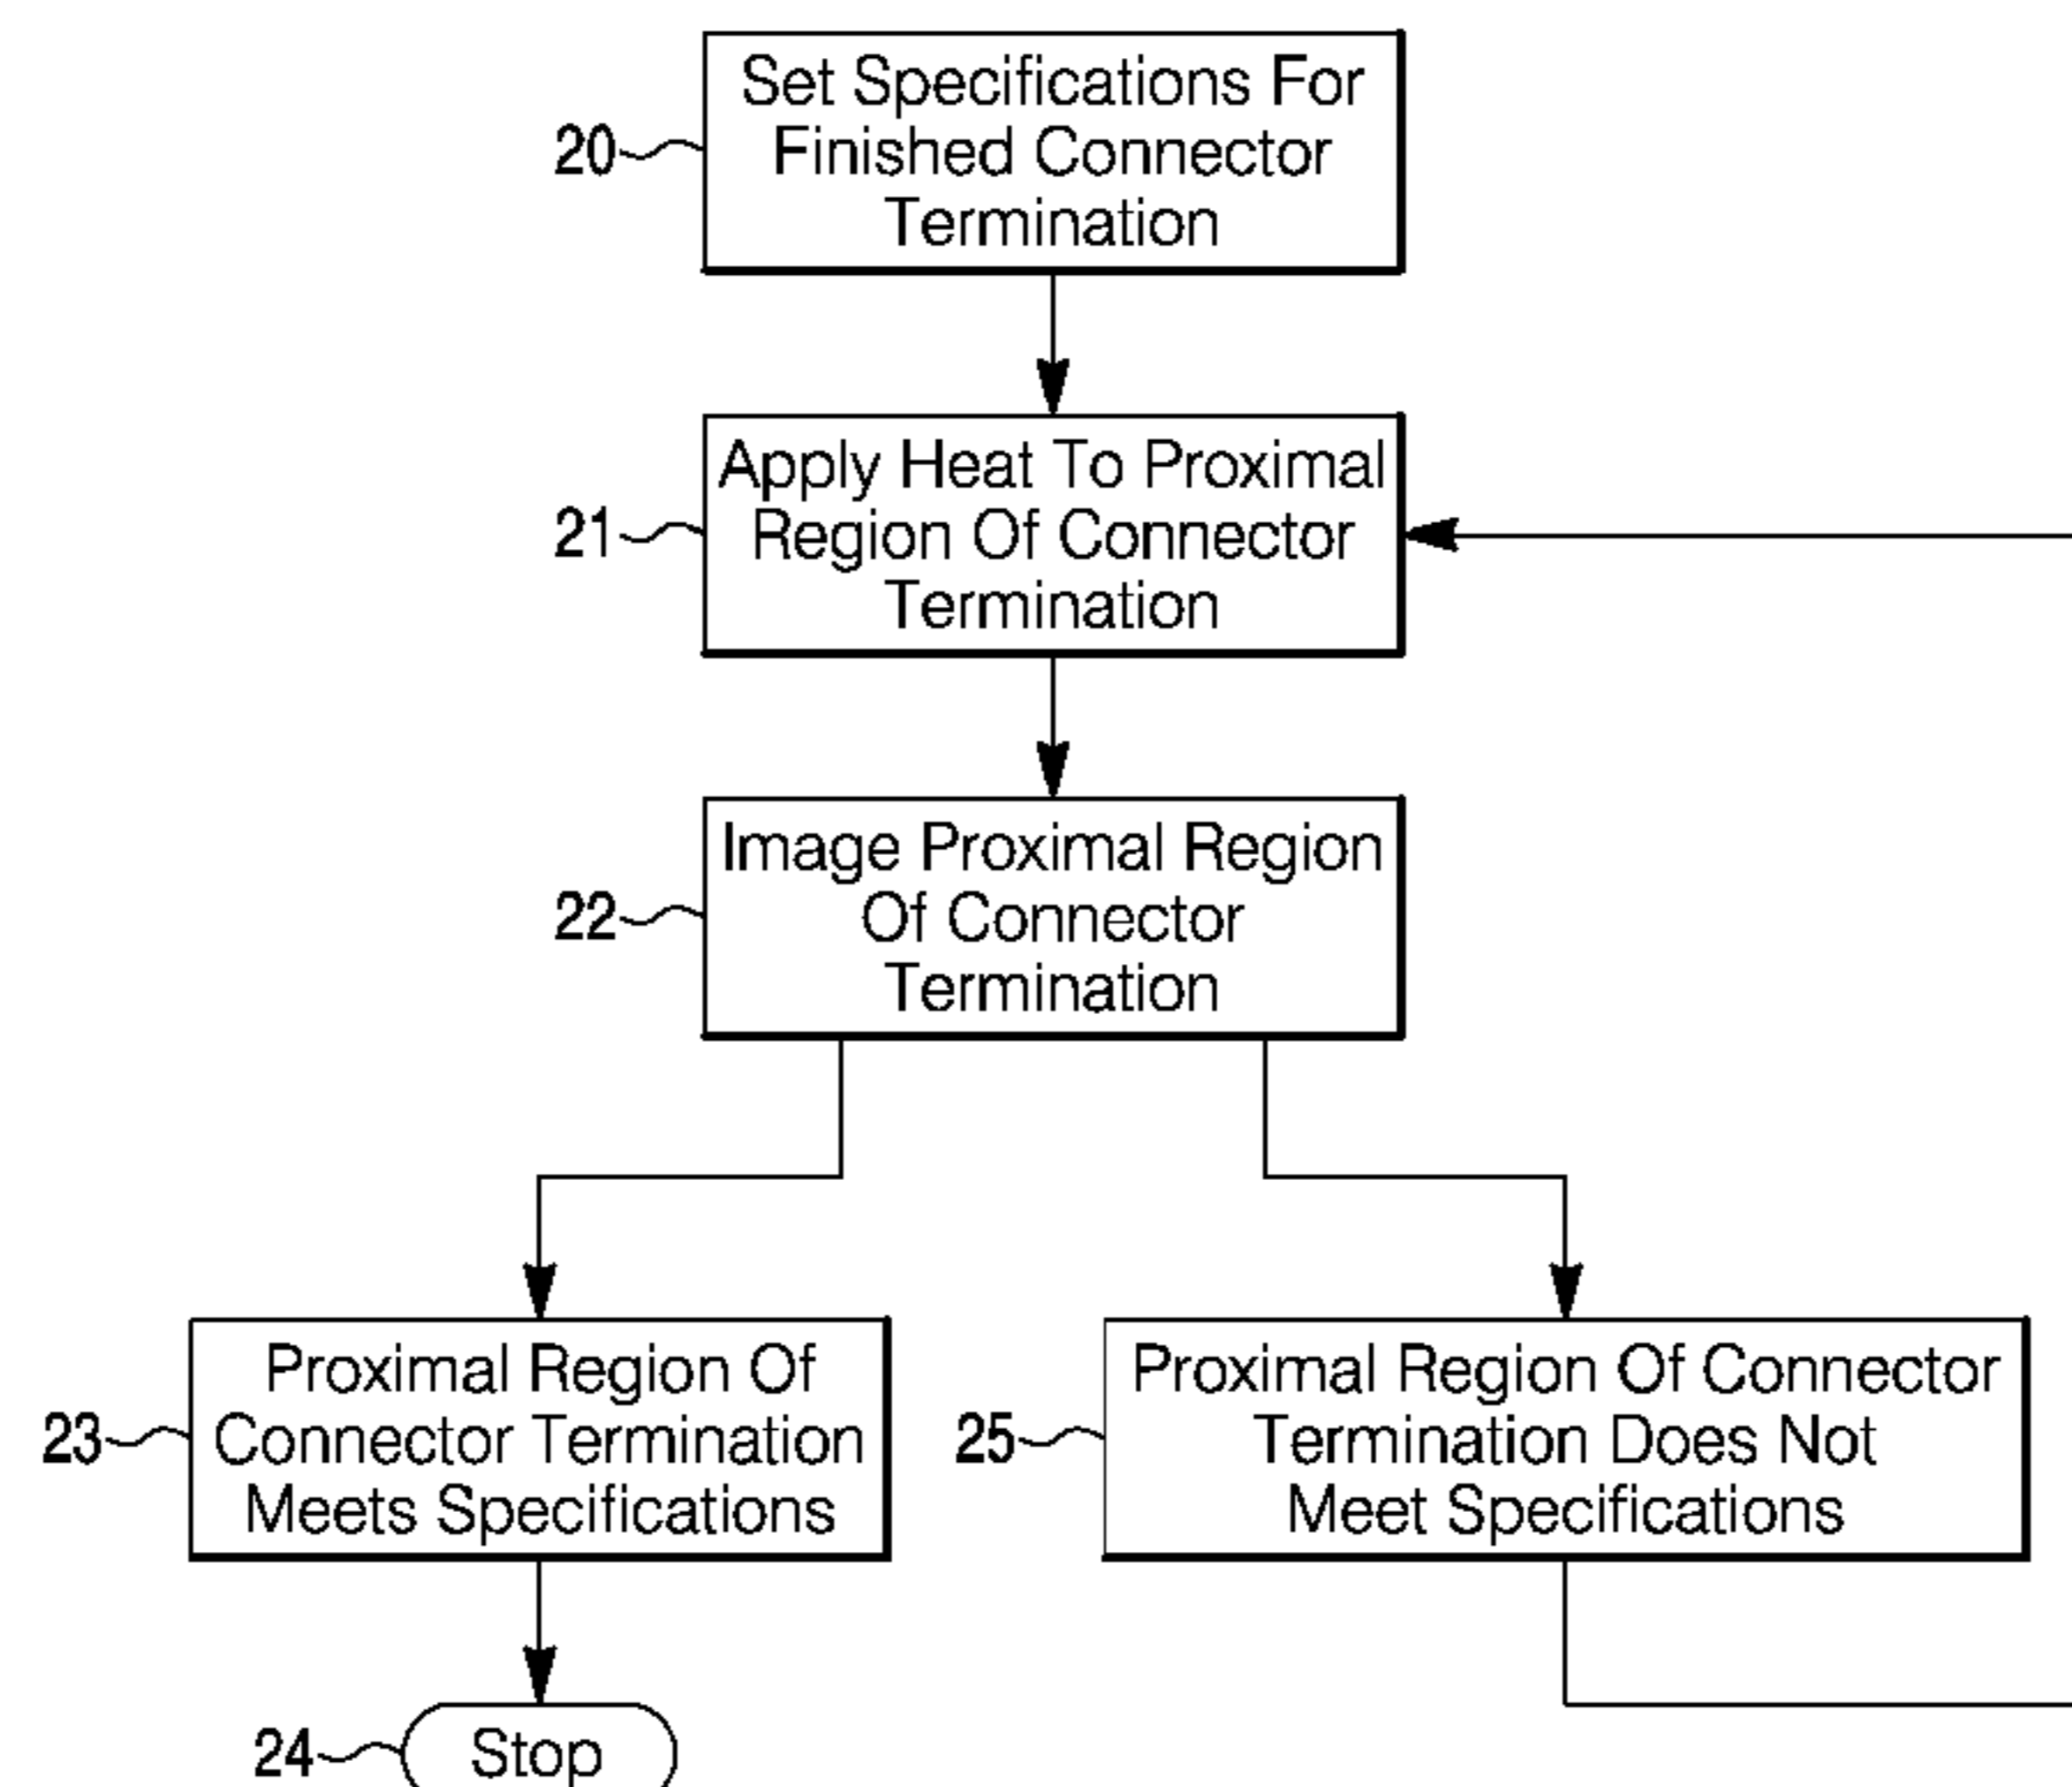 Set Specifications For
Finished Connector
Termination
20
Apply Heat To Proximal
Region Of Connector
Termination
21
Image Proximal Region
Of Connector
Termination
22
Proximal Region Of
Connector Termination
Meets Specifications
23
Proximal Region Of Connector
Termination Does Not
Meet Specifications
25
Stop
24